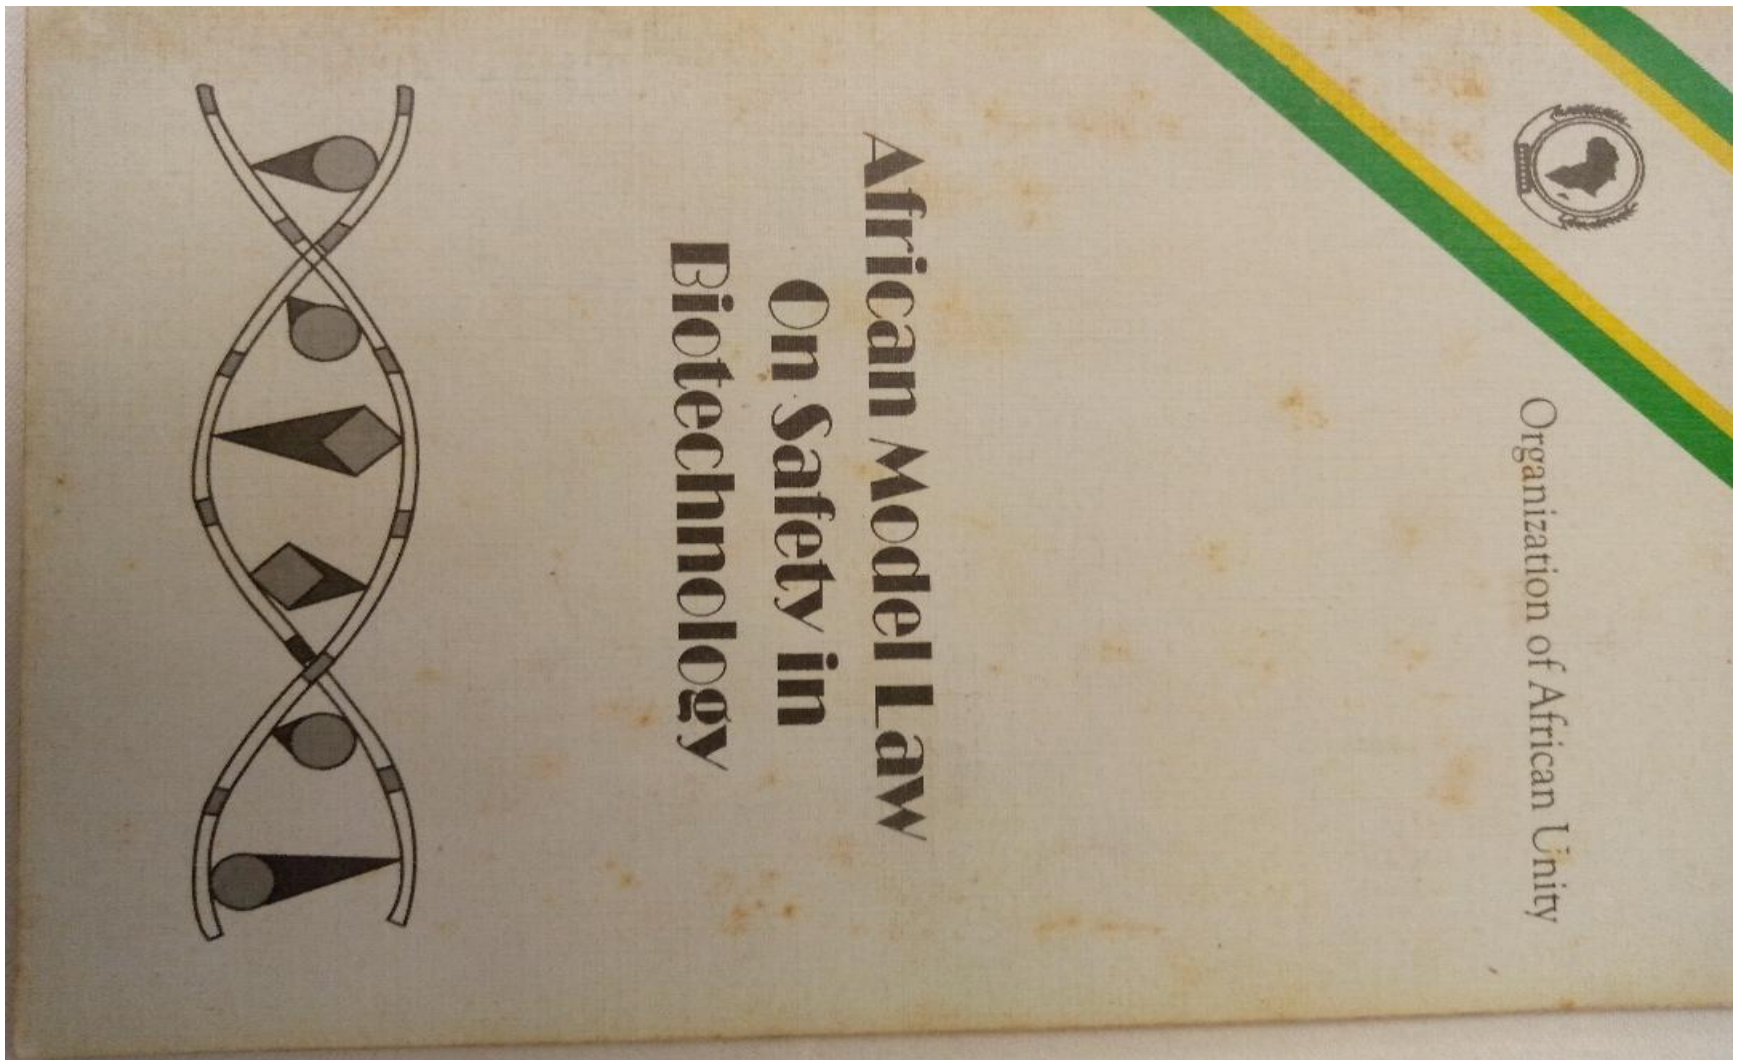 Organization of African Unity
African Model Law
On Safety in
Biotechnology